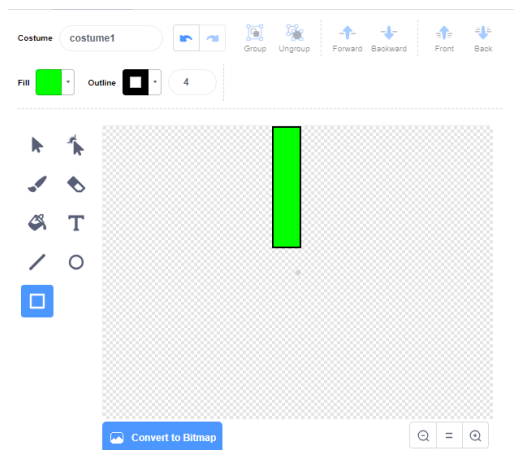 Costume costume1
Group Ungroup Forward Backward Front Back
Fill Outline 4
T
Convert to Bitmap